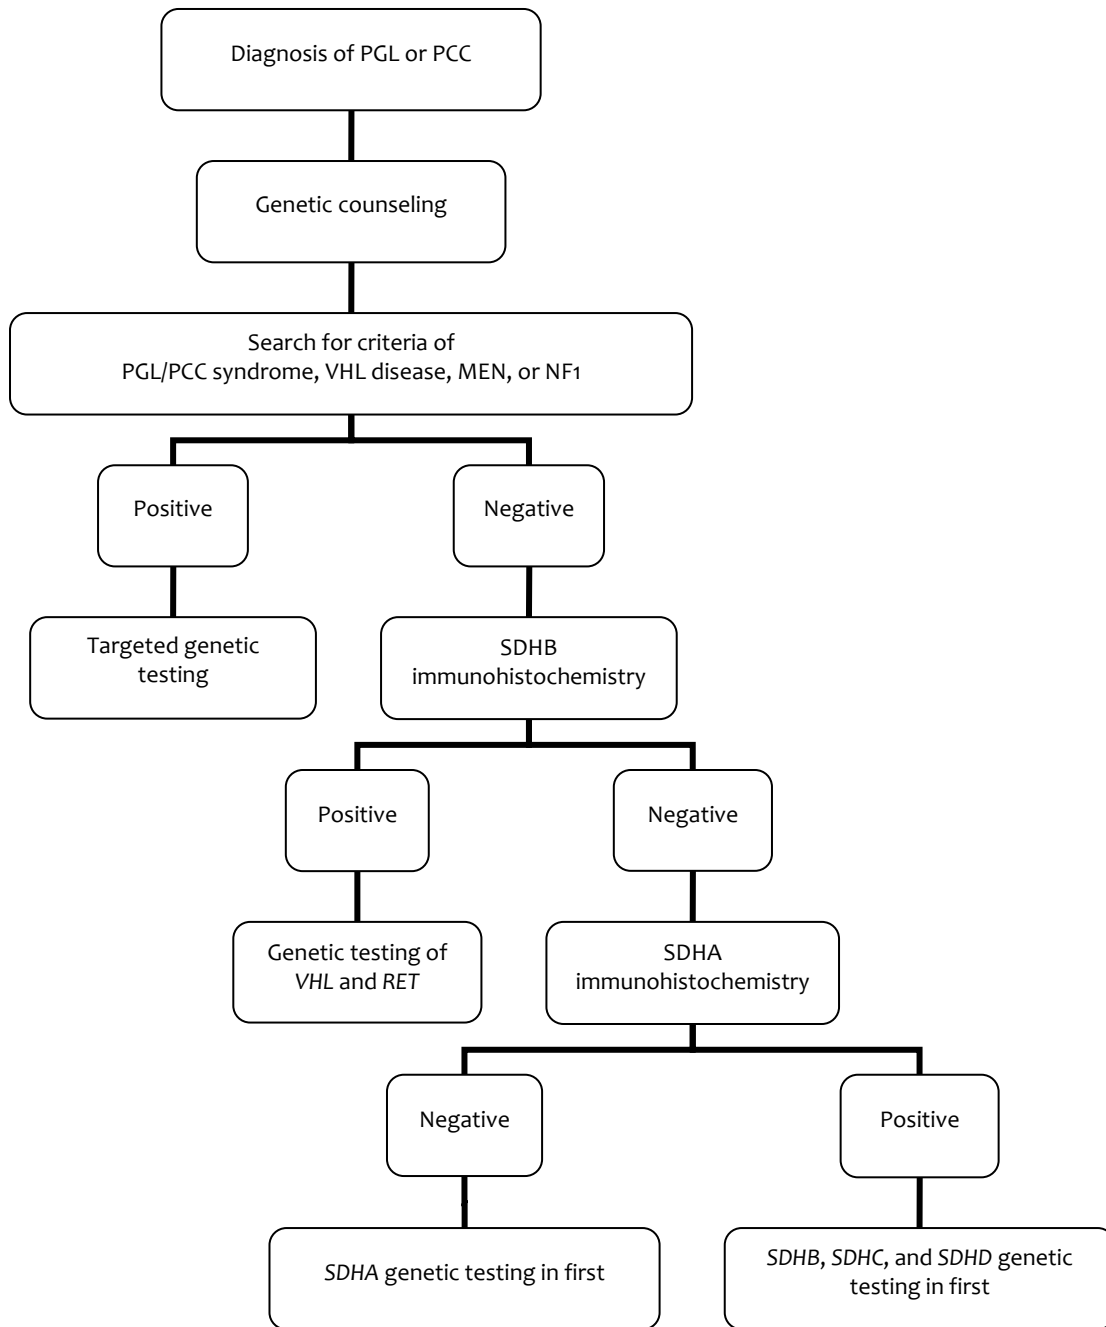 Diagnosis of PGL or PCC
Genetic counseling
Search for criteria of
PGL/PCC syndrome, VHL disease, MEN, or NF1
Positive
Negative
Targeted genetic
testing
SDHB
immunohistochemistry
Positive
Negative
Genetic testing of
VHL and RET
SDHA
immunohistochemistry
Negative
Positive
SDHA genetic testing in first
SDHB, SDHC, and SDHD genetic
testing in first